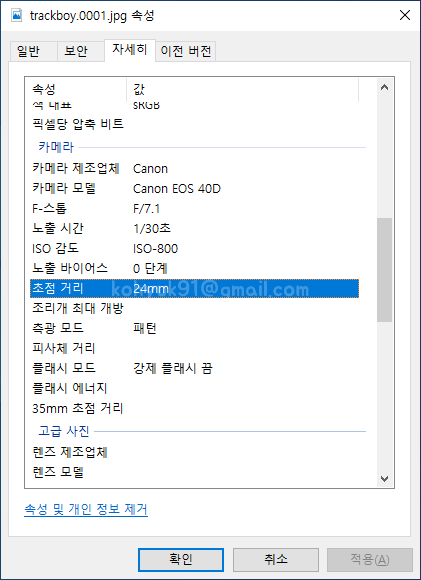 trackboy.0001.jpg 속성
일반 보안 자세히 이전 버전
속성 값
색 대표 sRGB
픽셀당 압축 비트
카메라
카메라 제조업체 Canon
카메라 모델 Canon EOS 40D
F-스톱 F/7.1
노출 시간 1/30초
ISO 감도 ISO-800
노출 바이어스 0 단계
초점 거리 24mm
조리개 최대 개방
측광 모드 패턴
피사체 거리
플래시 모드 강제 플래시 끔
플래시 에너지
35mm 초점 거리
고급 사진
렌즈 제조업체
렌즈 모델
속성 및 개인 정보 제거
확인 취소 적용(A)